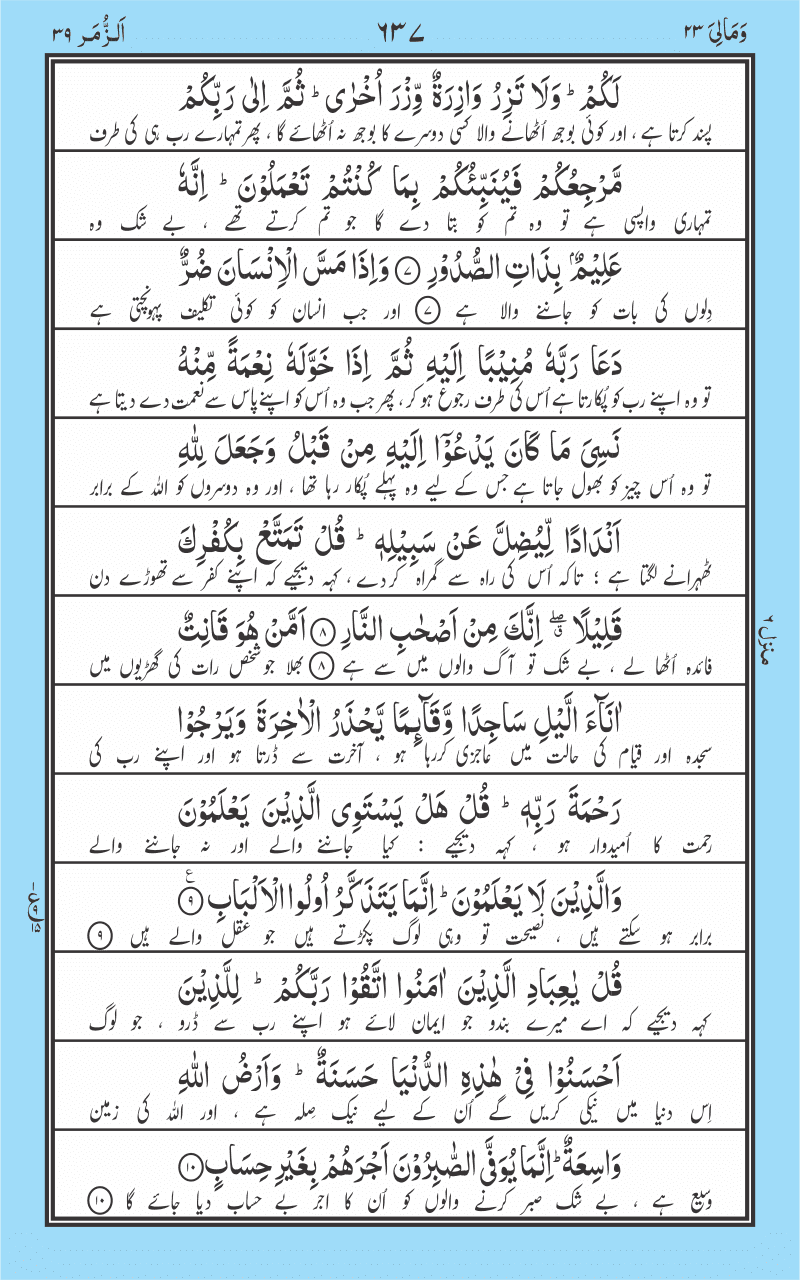 وَمَالِیَ ۲۳ ۶۳۷ اَلزُّمَر ۳۹
لَكُمْ ؕ وَلَا تَزِرُ وَازِرَةٌ وِّزْرَ اُخْرٰى ؕ ثُمَّ اِلٰى رَبِّكُمْ
پسند کرتا ہے ، اور کوئی بوجھ اُٹھانے والا کسی دوسرے کا بوجھ نہ اُٹھائے گا ، پھر تمہارے رب ہی کی طرف
مَّرْجِعُكُمْ فَيُنَبِّئُكُمْ بِمَا كُنْتُمْ تَعْمَلُوْنَ ؕ اِنَّهٗ
تمہاری واپسی ہے تو وہ تم کو بتا دے گا جو تم کرتے تھے ، بے شک وہ
عَلِيْمٌۢ بِذَاتِ الصُّدُوْرِ ۷ وَاِذَا مَسَّ الْاِنْسَانَ ضُرٌّ
دِلوں کی بات کو جاننے والا ہے ۷ اور جب انسان کو کوئی تکلیف پہونچتی ہے
دَعَا رَبَّهٗ مُنِيْبًا اِلَيْهِ ثُمَّ اِذَا خَوَّلَهٗ نِعْمَةً مِّنْهُ
تو وہ اپنے رب کو پُکارتا ہے اُس کی طرف رجوع ہو کر ، پھر جب وہ اُس کو اپنے پاس سے نعمت دے دیتا ہے
نَسِيَ مَا كَانَ يَدْعُوْٓا اِلَيْهِ مِنْ قَبْلُ وَجَعَلَ لِلّٰهِ
تو وہ اُس چیز کو بھول جاتا ہے جس کے لیے وہ پہلے پُکار رہا تھا ، اور وہ دوسروں کو اللہ کے برابر
اَنْدَادًا لِّيُضِلَّ عَنْ سَبِيْلِهٖ ؕ قُلْ تَمَتَّعْ بِكُفْرِكَ
ٹھہرانے لگتا ہے ؛ تاکہ اُس کی راہ سے گمراہ کر دے ، کہہ دیجیے کہ اپنے کفر سے تھوڑے دن
قَلِيْلًا ۖۗ اِنَّكَ مِنْ اَصْحٰبِ النَّارِ ۸ اَمَّنْ هُوَ قَانِتٌ
فائدہ اُٹھا لے ، بے شک تو آگ والوں میں سے ہے ۸ بھلا جو شخص رات کی گھڑیوں میں
اٰنَآءَ الَّيْلِ سَاجِدًا وَّقَآئِمًا يَّحْذَرُ الْاٰخِرَةَ وَيَرْجُوْا
سجدہ اور قیام کی حالت میں عاجزی کررہا ہو ، آخرت سے ڈرتا ہو اور اپنے رب کی
رَحْمَةَ رَبِّهٖ ؕ قُلْ هَلْ يَسْتَوِى الَّذِيْنَ يَعْلَمُوْنَ
رحمت کا اُمیدوار ہو ، کہہ دیجیے : کیا جاننے والے اور نہ جاننے والے
وَالَّذِيْنَ لَا يَعْلَمُوْنَ ؕ اِنَّمَا يَتَذَكَّرُ اُولُوا الْاَلْبَابِ ۹ ع
برابر ہو سکتے ہیں ، نصیحت تو وہی لوگ پکڑتے ہیں جو عقل والے ہیں ۹
قُلْ يٰعِبَادِ الَّذِيْنَ اٰمَنُوا اتَّقُوْا رَبَّكُمْ ؕ لِلَّذِيْنَ
کہہ دیجیے کہ اے میرے بندو جو ایمان لائے ہو اپنے رب سے ڈرو ، جو لوگ
اَحْسَنُوْا فِىْ هٰذِهِ الدُّنْيَا حَسَنَةٌ ؕ وَاَرْضُ اللّٰهِ
اِس دنیا میں نیکی کریں گے اُن کے لیے نیک صِلہ ہے ، اور اللہ کی زمین
وَاسِعَةٌ ؕ اِنَّمَا يُوَفَّى الصّٰبِرُوْنَ اَجْرَهُمْ بِغَيْرِ حِسَابٍ ۱۰
وسیع ہے ، بے شک صبر کرنے والوں کو اُن کا اجر بے حساب دیا جائے گا ۱۰
منزل ۶